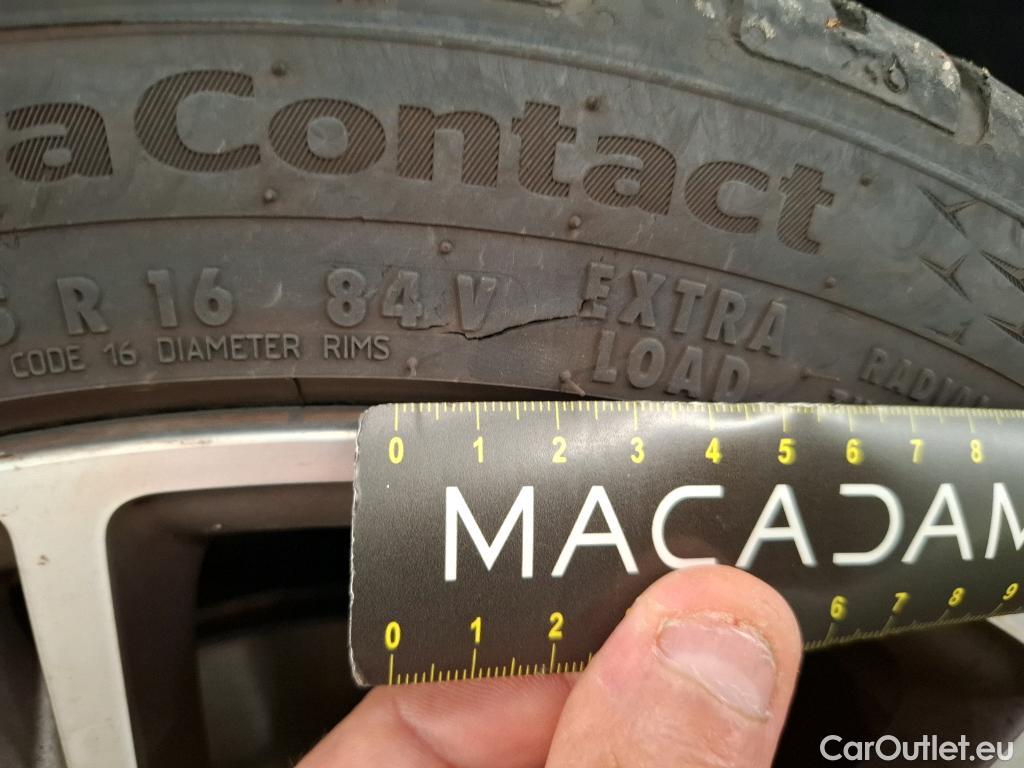 aContact
R 16 84 V EXTRA
LOAD
CODE 16 DIAMETER RIMS
RADIAL
0 1 2 3 4 5 6 7 8
MACADAM
0 1 2 6 7 8 9
CarOutlet.eu